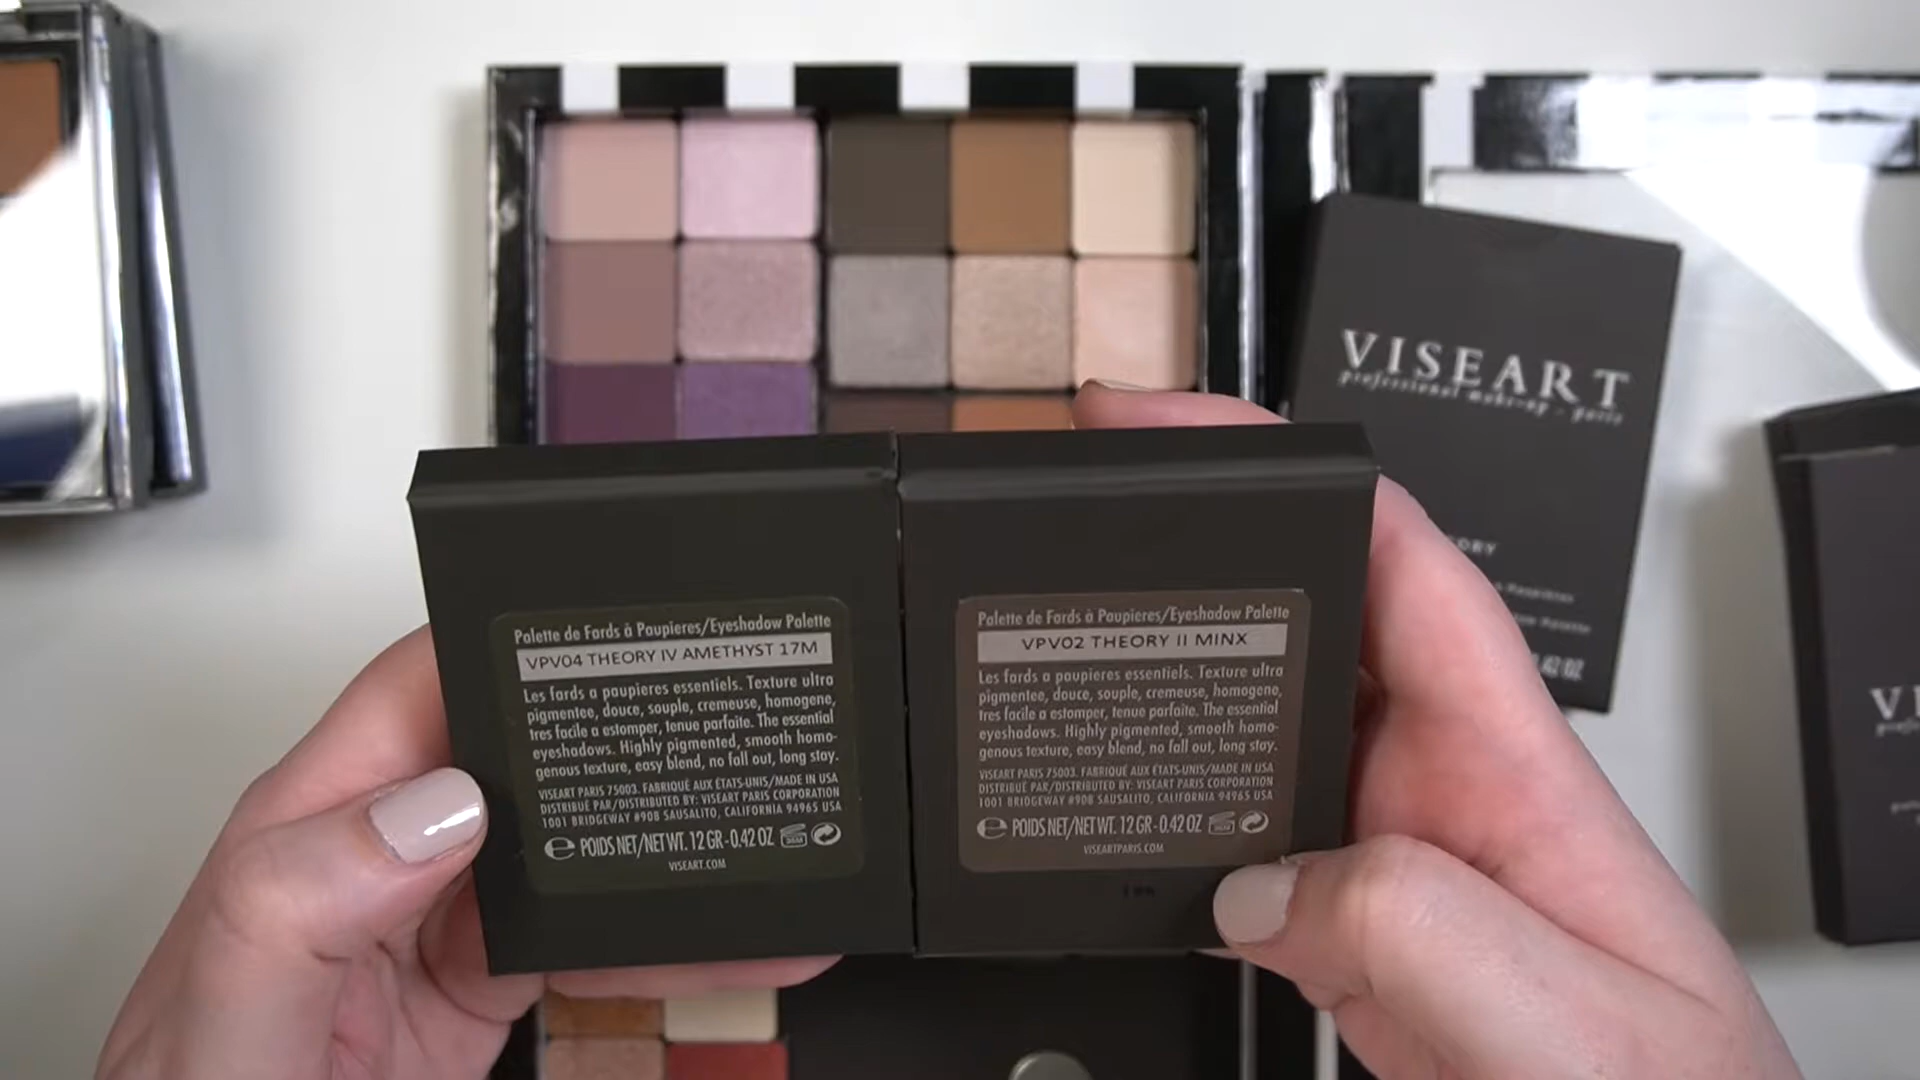 VISEART
professional make-up - paris
Palette de Fards à Paupieres/Eyeshadow Palette
VPV04 THEORY IV AMETHYST 17M
Les fards a paupieres essentiels. Texture ultra
pigmentee, douce, souple, cremeuse, homogene,
tres facile a estomper, tenue parfaite. The essential
eyeshadows. Highly pigmented, smooth homo-
genous texture, easy blend, no fall out, long stay.
VISEART PARIS 75003. FABRIQUÉ AUX ÉTATS-UNIS/MADE IN USA
DISTRIBUÉ PAR/DISTRIBUTED BY: VISEART PARIS CORPORATION
1001 BRIDGEWAY #908 SAUSALITO, CALIFORNIA 94965 USA
e POIDS NET/NET WT. 12 GR - 0.42 OZ 36M
VISEART.COM
Palette de Fards à Paupieres/Eyeshadow Palette
VPV02 THEORY II MINX
Les fards a paupieres essentiels. Texture ultra
pigmentee, douce, souple, cremeuse, homogene,
tres facile a estomper, tenue parfaite. The essential
eyeshadows. Highly pigmented, smooth homo-
genous texture, easy blend, no fall out, long stay.
VISEART PARIS 75003. FABRIQUÉ AUX ÉTATS-UNIS/MADE IN USA
DISTRIBUÉ PAR/DISTRIBUTED BY: VISEART PARIS CORPORATION
1001 BRIDGEWAY #908 SAUSALITO, CALIFORNIA 94965 USA
e POIDS NET/NET WT. 12 GR - 0.42 OZ 36M
VISEARTPARIS.COM